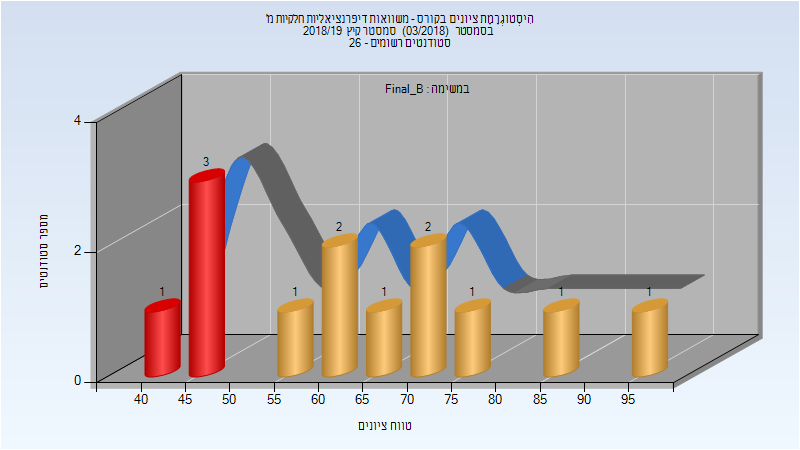 הִיסְטוֹגְרָמַת ציונים בקורס - משוואות דיפרנציאליות חלקיות מ'
בסמסטר (03/2018) סמסטר קיץ 2018/19
סטודנטים רשומים - 26
במשימה : Final_B
4
2
0
מספר סטודנטים
1
3
1
2
1
2
1
1
1
40 45 50 55 60 65 70 75 80 85 90 95
טווח ציונים